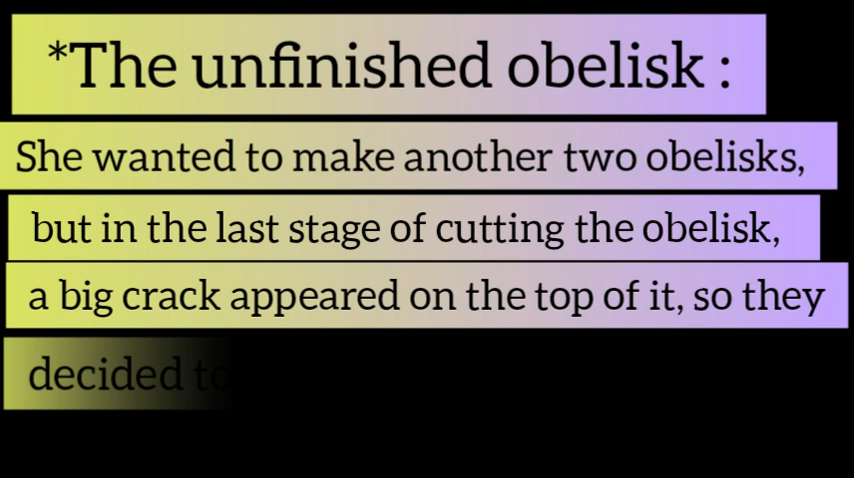 *The unfinished obelisk :
She wanted to make another two obelisks,
but in the last stage of cutting the obelisk,
a big crack appeared on the top of it, so they
decided to